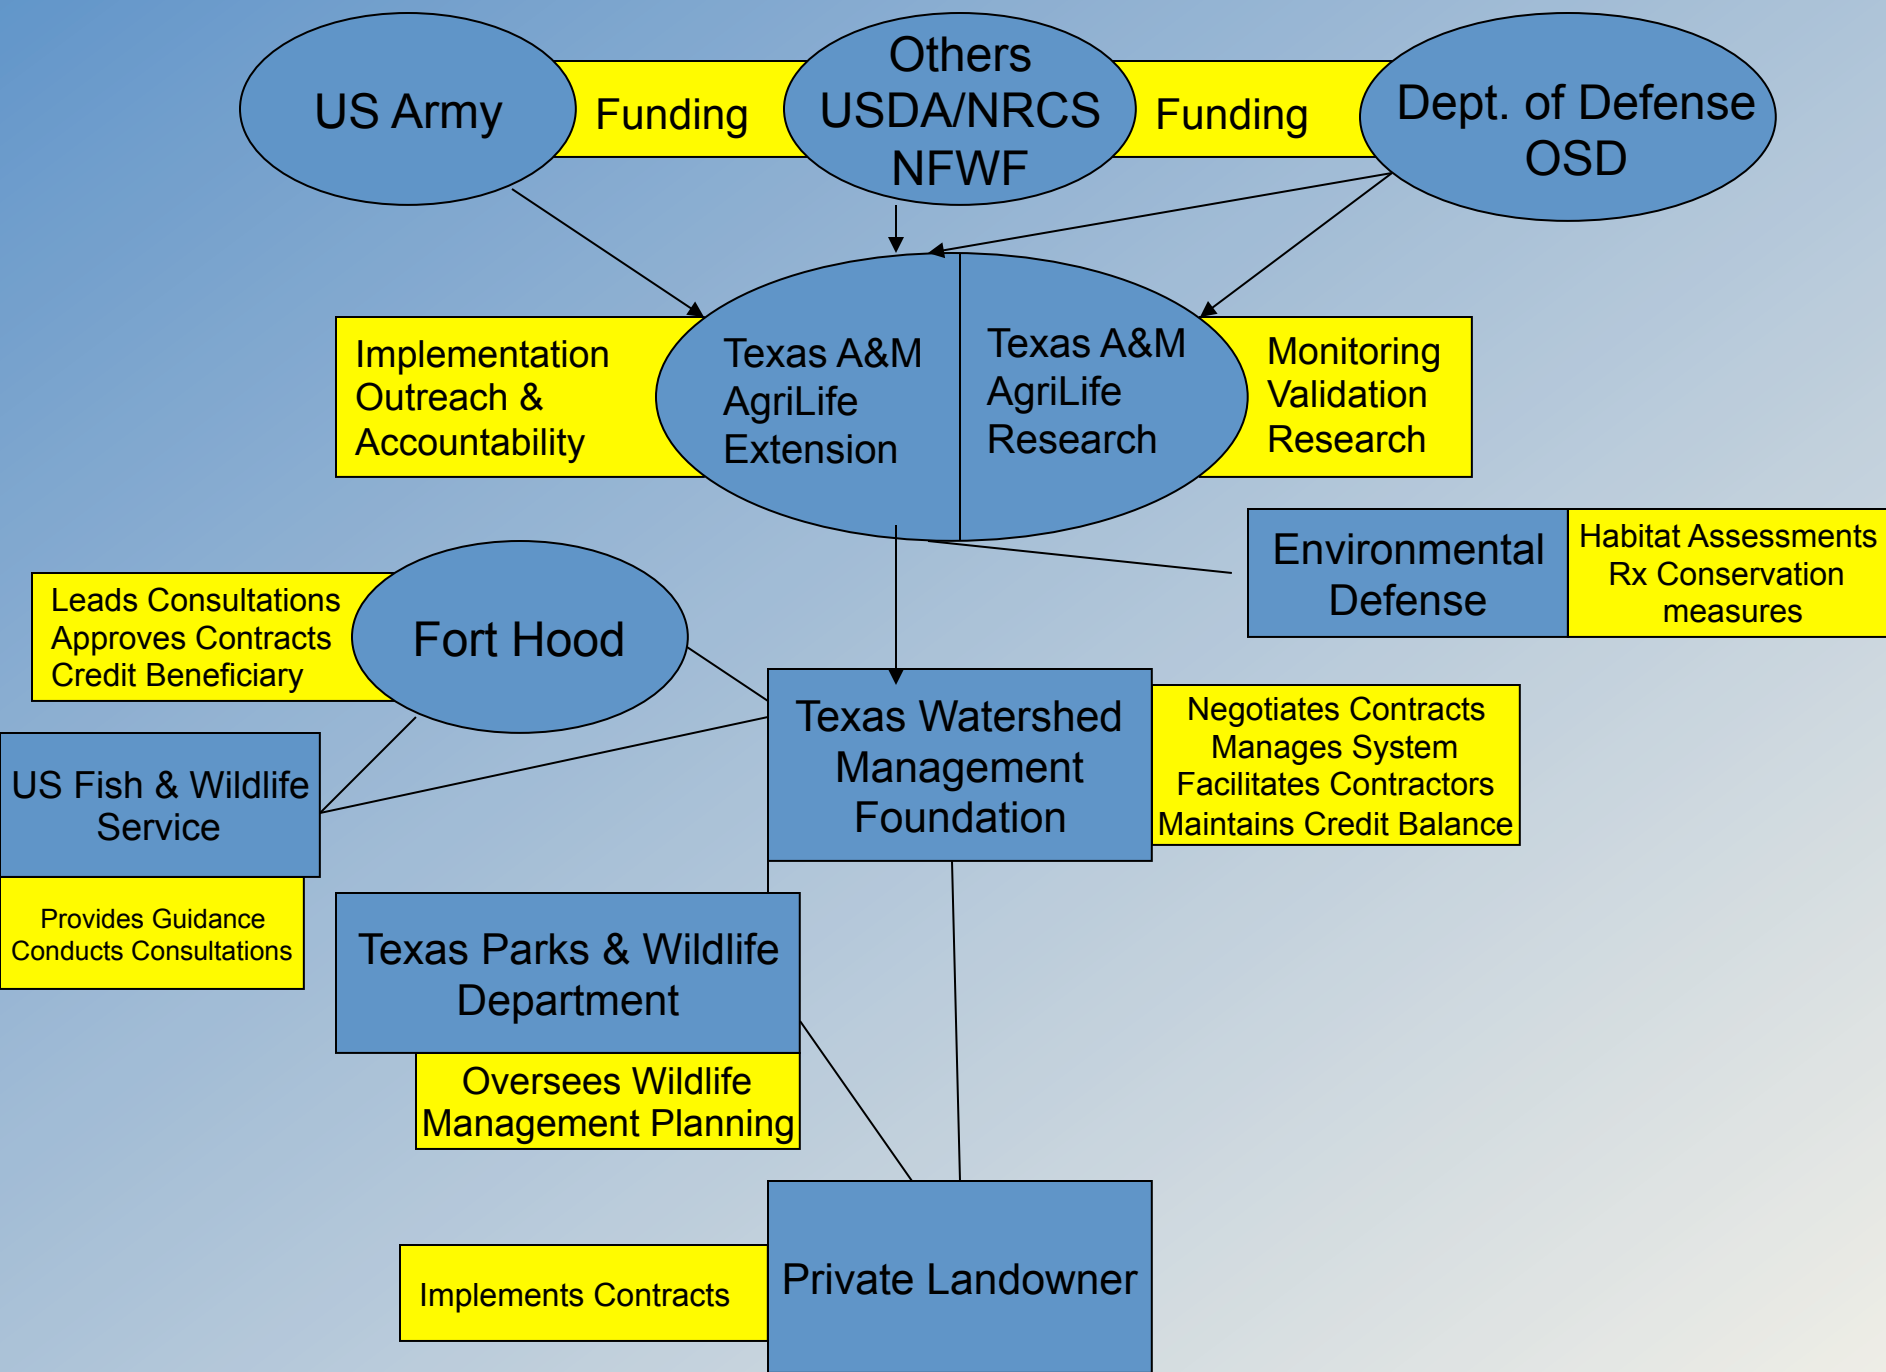 US Army
Funding
Others
USDA/NRCS
NFWF
Funding
Dept. of Defense
OSD
Implementation
Outreach &
Accountability
Texas A&M
AgriLife
Extension
Texas A&M
AgriLife
Research
Monitoring
Validation
Research
Environmental
Defense
Habitat Assessments
Rx Conservation
measures
Leads Consultations
Approves Contracts
Credit Beneficiary
Fort Hood
US Fish & Wildlife
Service
Provides Guidance
Conducts Consultations
Texas Watershed
Management
Foundation
Negotiates Contracts
Manages System
Facilitates Contractors
Maintains Credit Balance
Texas Parks & Wildlife
Department
Oversees Wildlife
Management Planning
Implements Contracts
Private Landowner